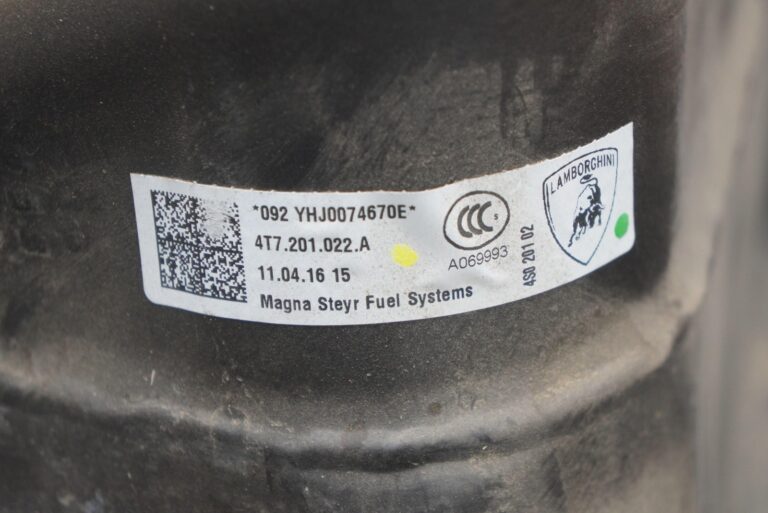 *092 YHJ0074670E*
4T7.201.022.A
11.04.16 15
Magna Steyr Fuel Systems
CCC S
A069993
4S0 201 02
LAMBORGHINI